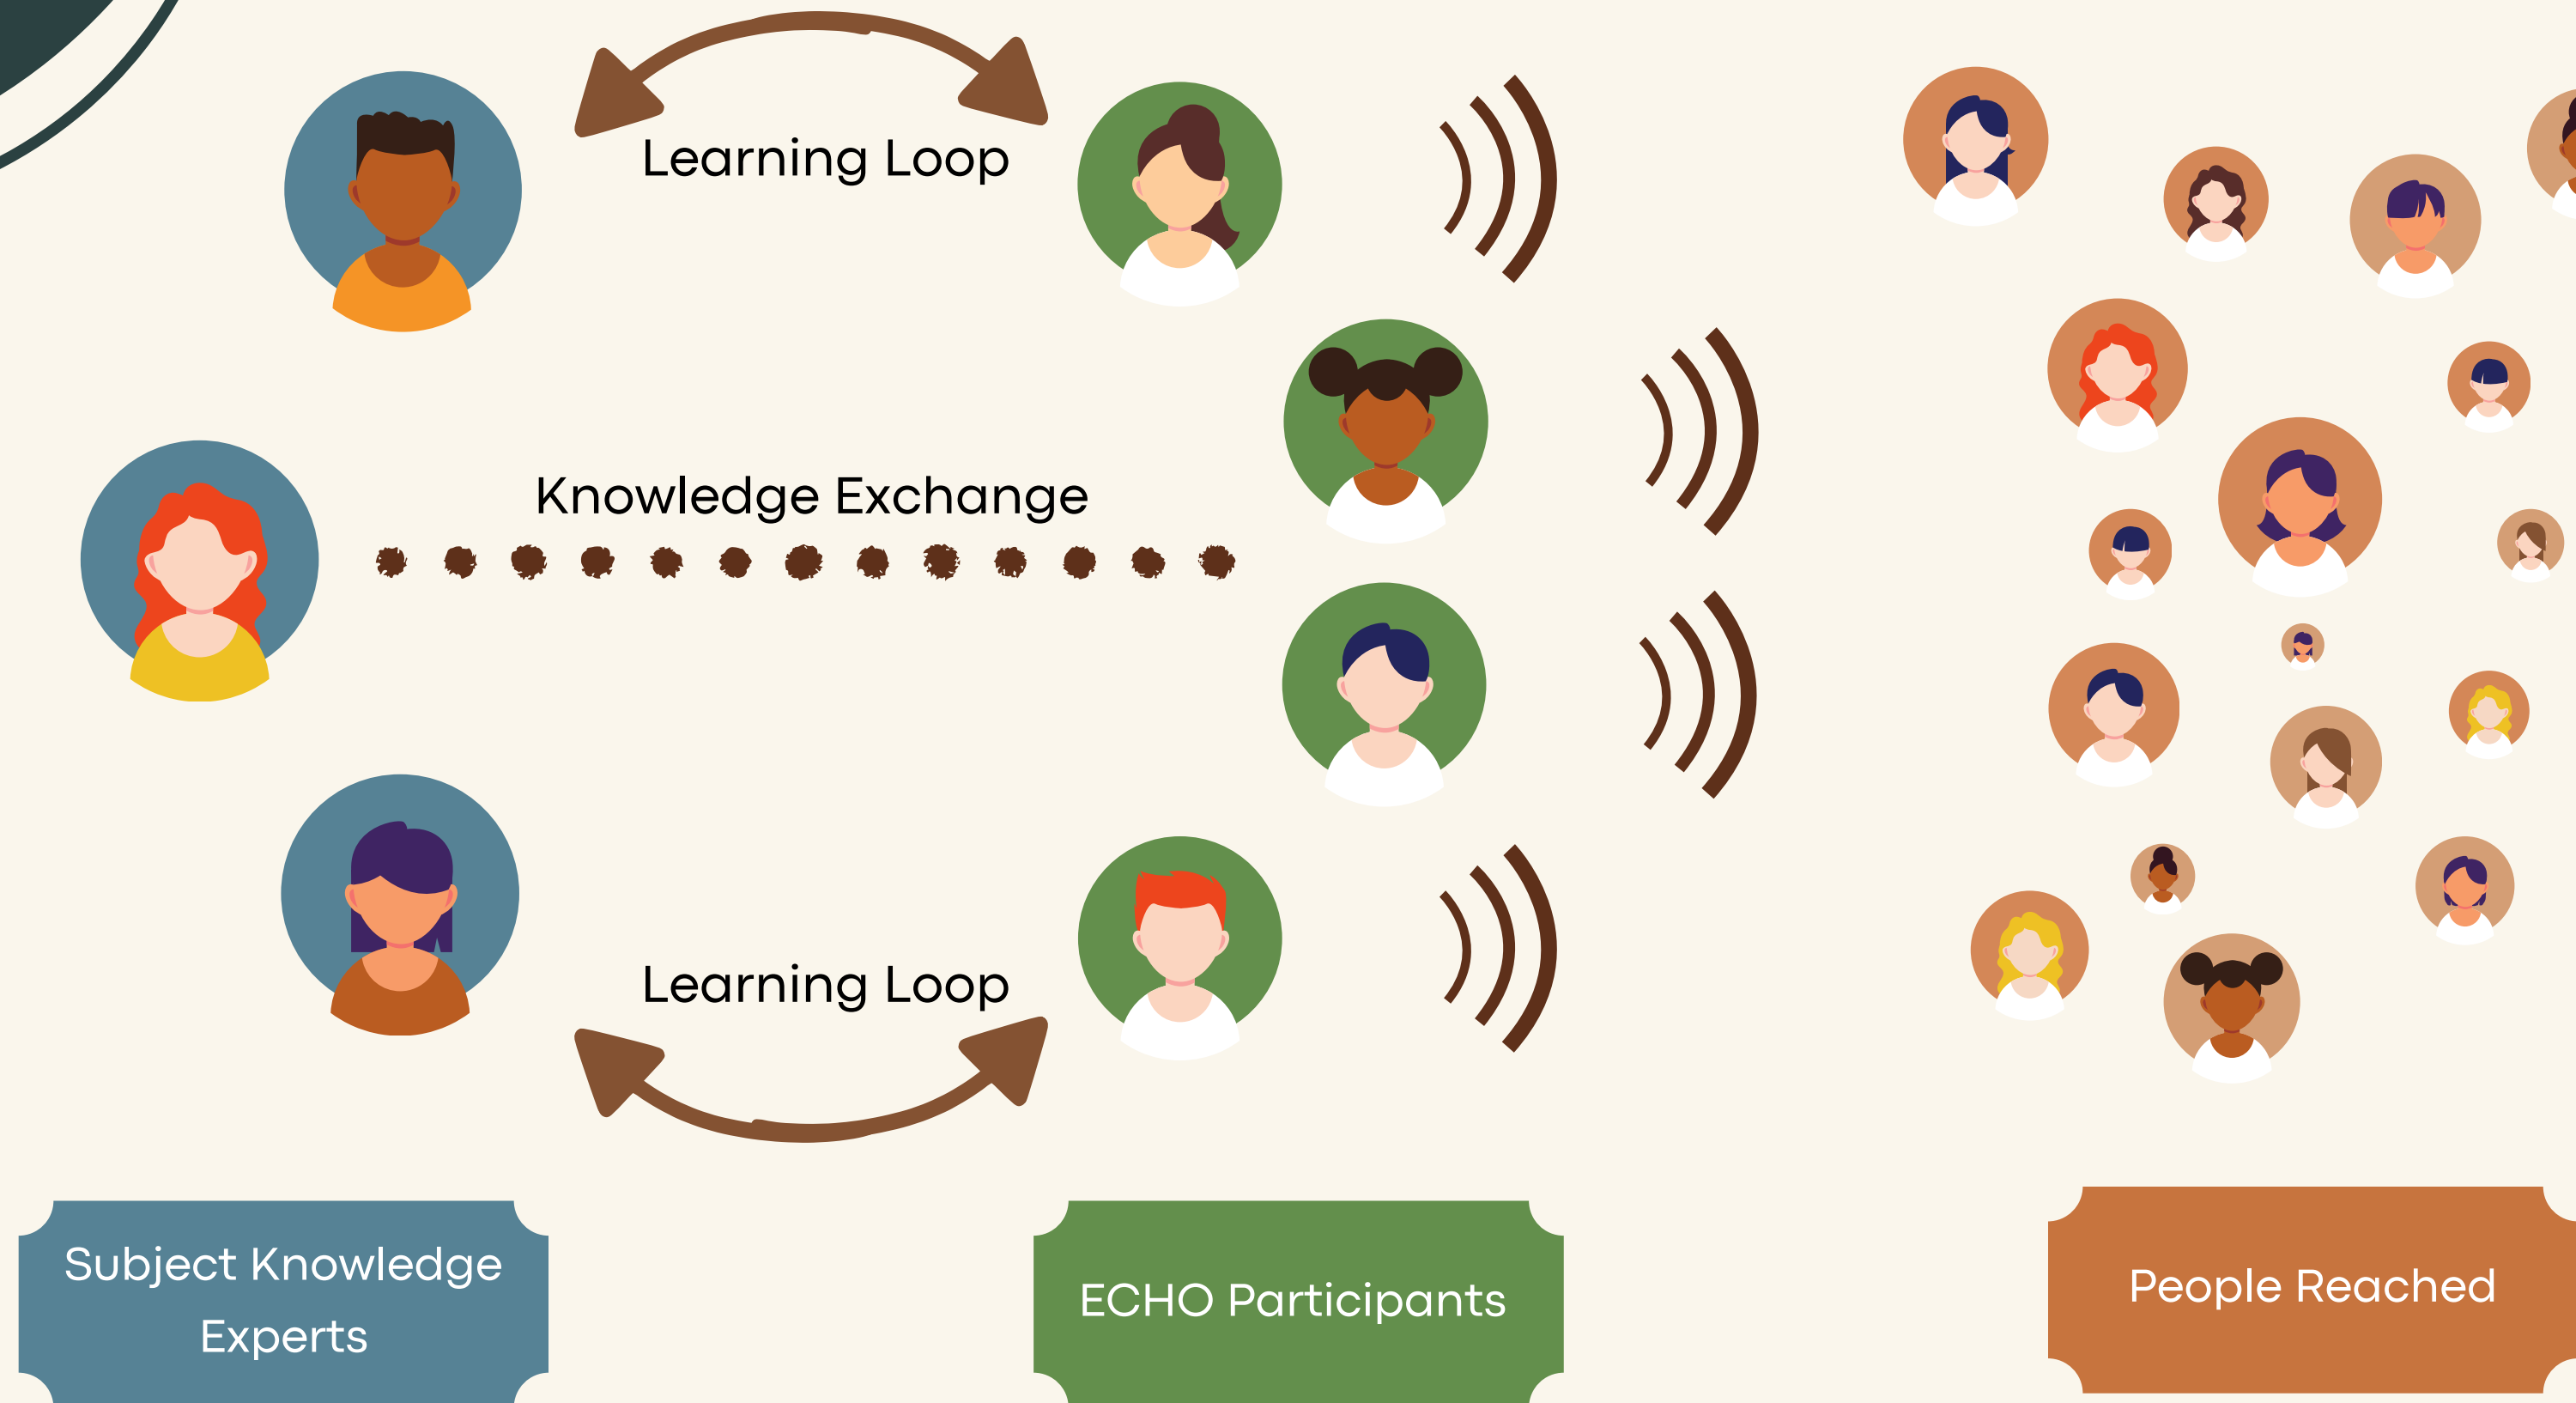 Learning Loop
Knowledge Exchange
Learning Loop
Subject Knowledge
Experts
ECHO Participants
People Reached